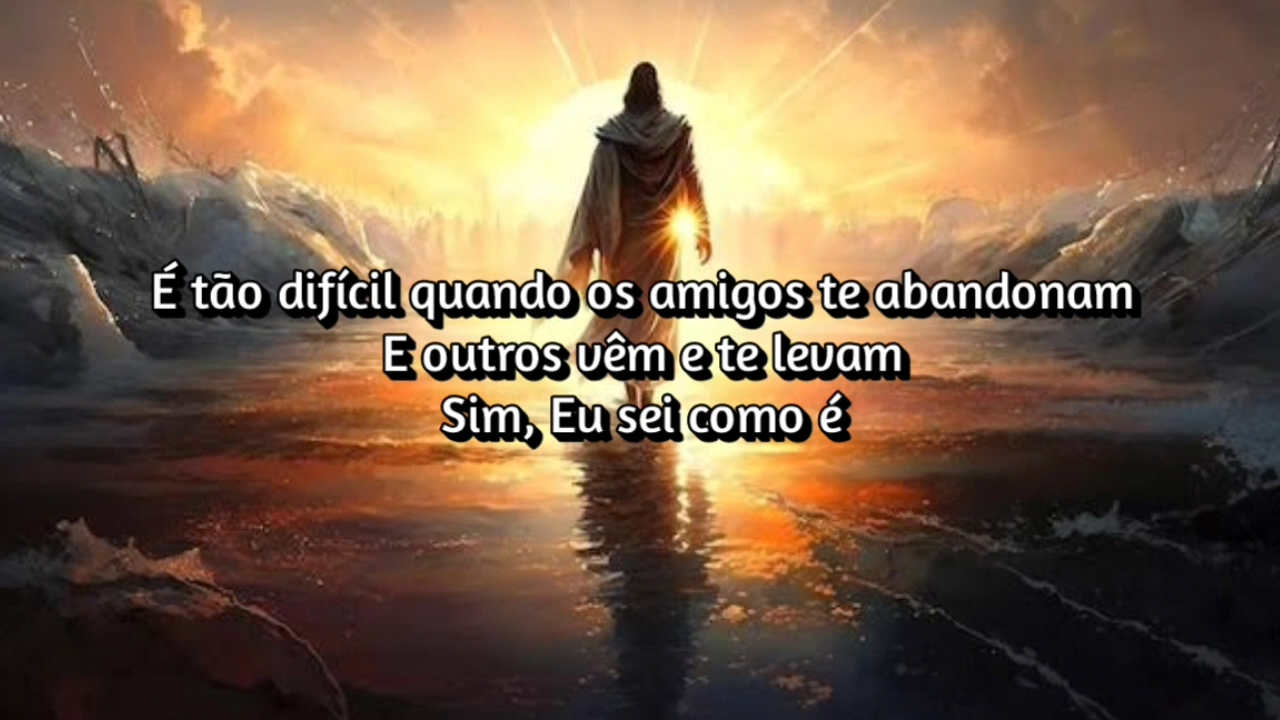 É tão difícil quando os amigos te abandonam
E outros vêm e te levam
Sim, Eu sei como é